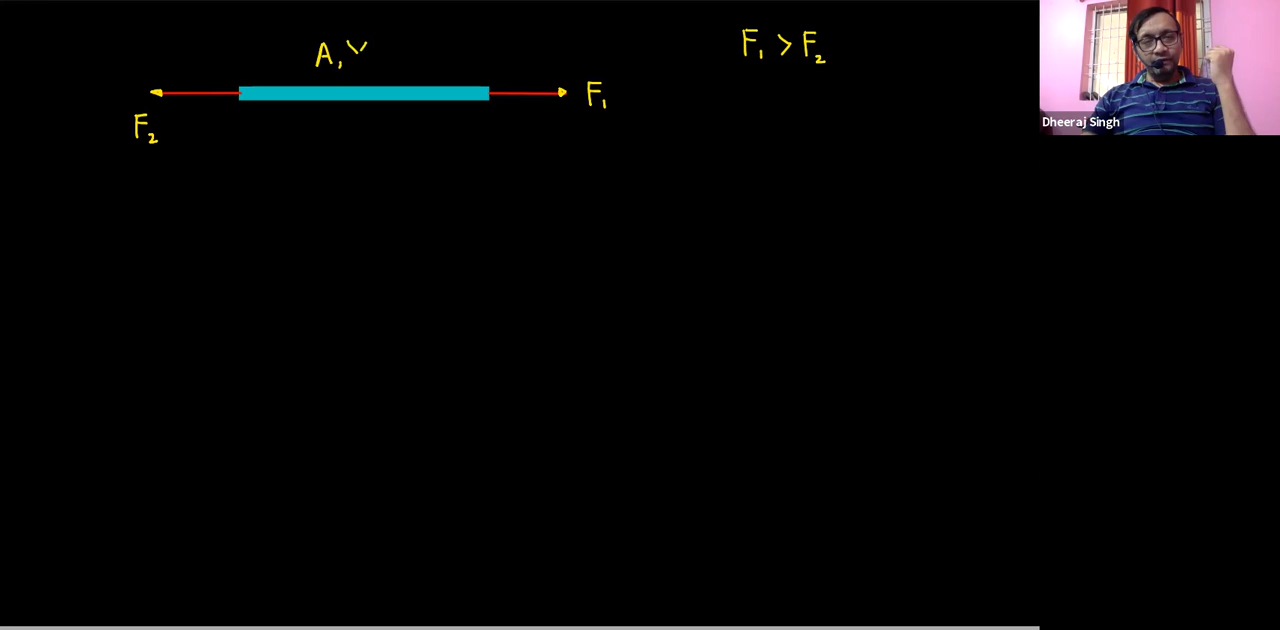 A, Y
F₁ > F₂
F₁
F₂
Dheeraj Singh